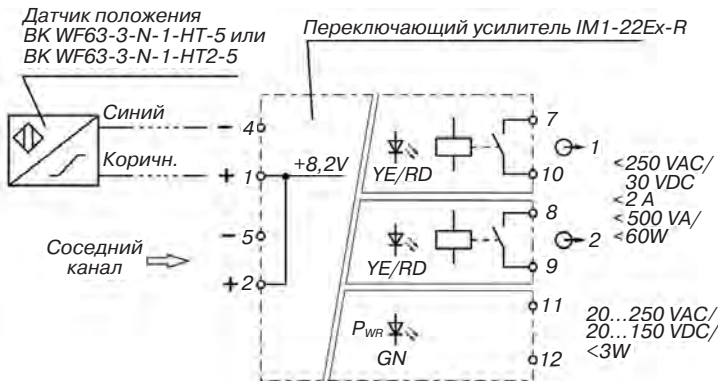 Датчик положения
BK WF63-3-N-1-HT-5 или
BK WF63-3-N-1-HT2-5
Переключающий усилитель IM1-22Ex-R
Синий
Коричн.
- 4
+ 1
+8,2V
- 5
+ 2
Соседний
канал
YE/RD
7
10
1
YE/RD
8
9
2
<250 VAC/
30 VDC
<2 A
<500 VA/
<60W
PWR
GN
11
12
20...250 VAC/
20...150 VDC/
<3W